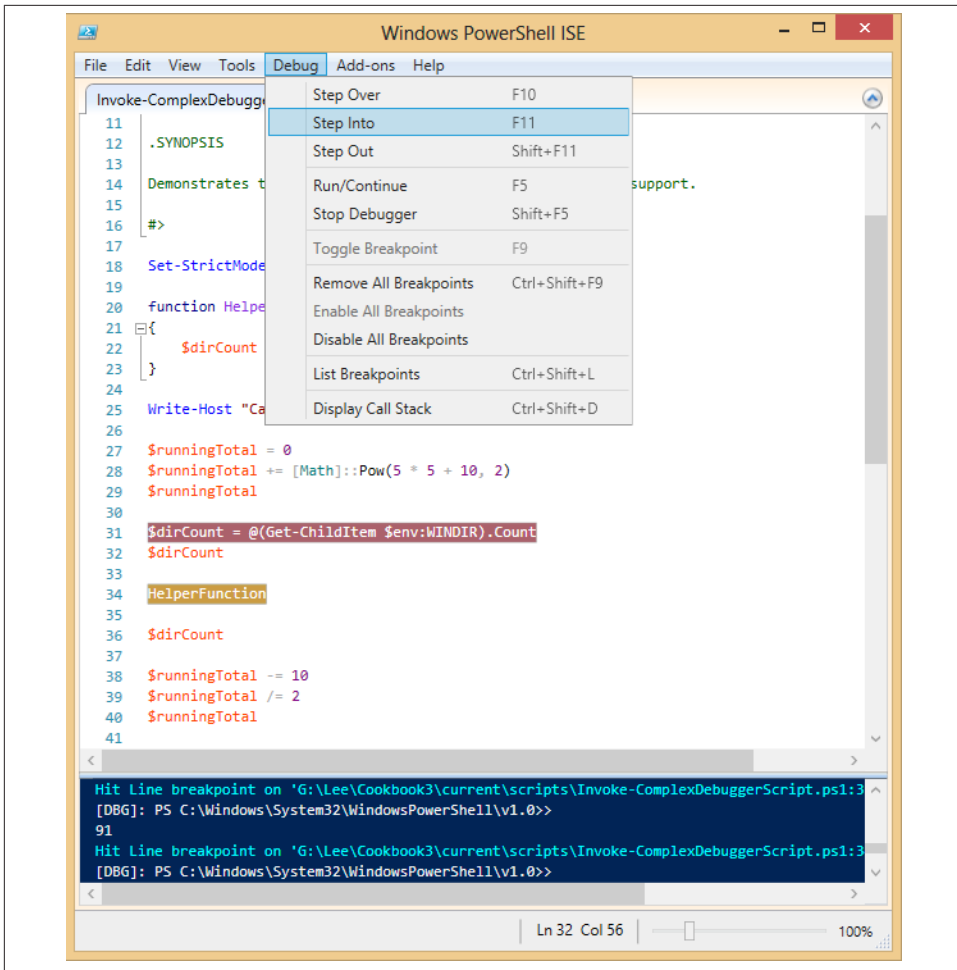 Windows PowerShell ISE
File Edit View Tools Debug Add-ons Help
Invoke-ComplexDebugg
Step Over F10
Step Into F11
Step Out Shift+F11
Run/Continue F5
Stop Debugger Shift+F5
Toggle Breakpoint F9
Remove All Breakpoints Ctrl+Shift+F9
Enable All Breakpoints
Disable All Breakpoints
List Breakpoints Ctrl+Shift+L
Display Call Stack Ctrl+Shift+D
11
12 .SYNOPSIS
13
14 Demonstrates t support.
15
16 #>
17
18 Set-StrictMode
19
20 function Helpe
21 {
22 $dirCount
23 }
24
25 Write-Host "Ca
26
27 $runningTotal = 0
28 $runningTotal += [Math]::Pow(5 * 5 + 10, 2)
29 $runningTotal
30
31 $dirCount = @(Get-ChildItem $env:WINDIR).Count
32 $dirCount
33
34 HelperFunction
35
36 $dirCount
37
38 $runningTotal -= 10
39 $runningTotal /= 2
40 $runningTotal
41
Hit Line breakpoint on 'G:\Lee\Cookbook3\current\scripts\Invoke-ComplexDebuggerScript.ps1:3
[DBG]: PS C:\Windows\System32\WindowsPowerShell\v1.0>>
91
Hit Line breakpoint on 'G:\Lee\Cookbook3\current\scripts\Invoke-ComplexDebuggerScript.ps1:3
[DBG]: PS C:\Windows\System32\WindowsPowerShell\v1.0>>
Ln 32 Col 56 100%